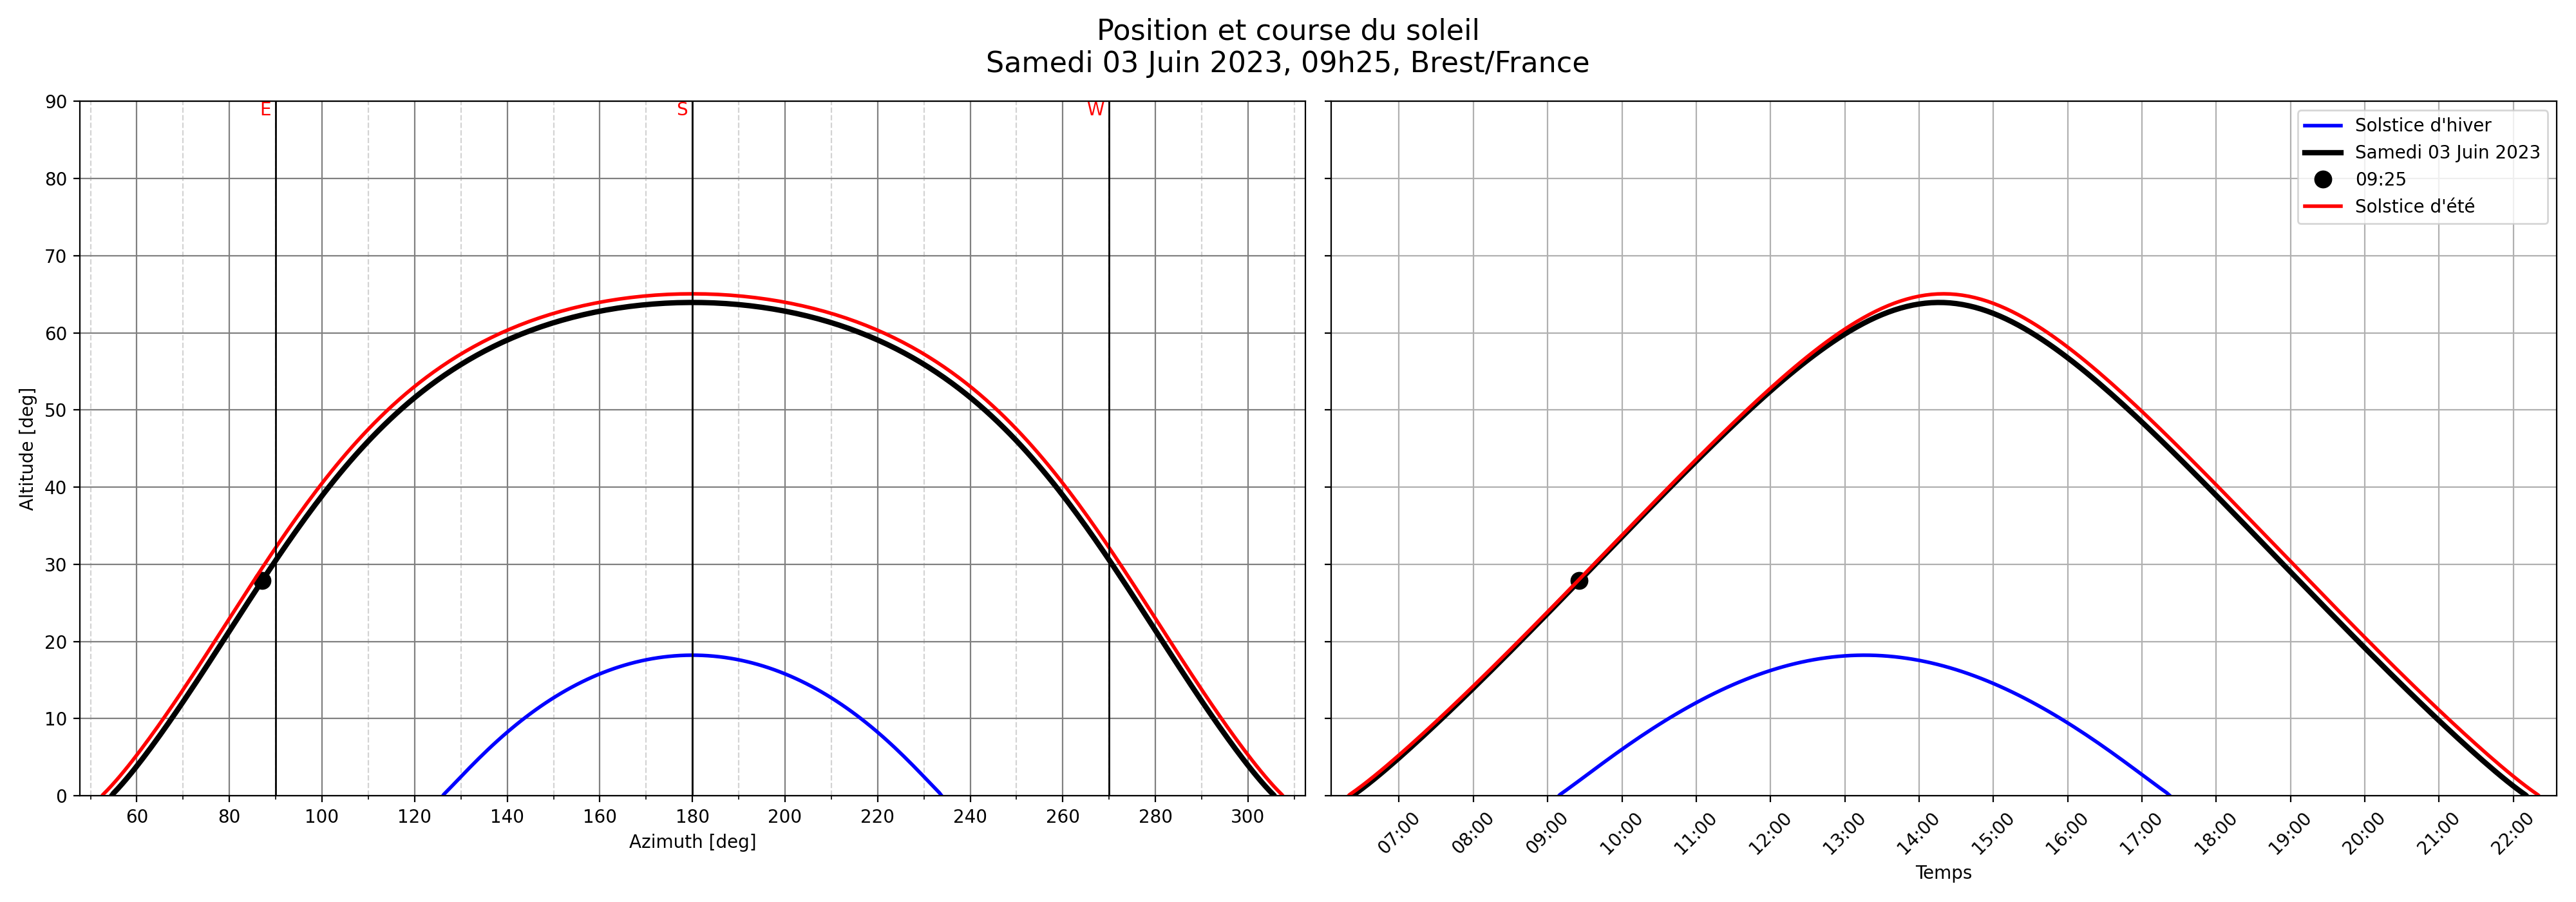 Position et course du soleil
Samedi 03 Juin 2023, 09h25, Brest/France
E S W
90
80
70
60
50
40
30
20
10
0
Altitude [deg]
60 80 100 120 140 160 180 200 220 240 260 280 300
Azimuth [deg]
Solstice d'hiver
Samedi 03 Juin 2023
09:25
Solstice d'été
07:00 08:00 09:00 10:00 11:00 12:00 13:00 14:00 15:00 16:00 17:00 18:00 19:00 20:00 21:00 22:00
Temps